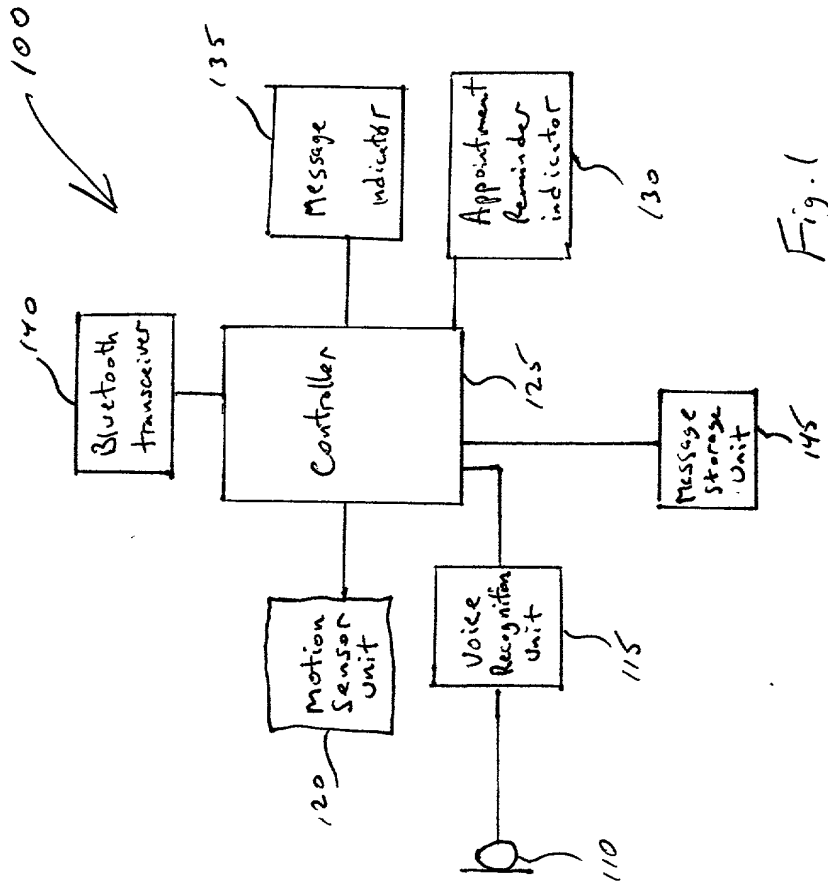 100
140
Bluetooth
transceiver
135
Message
indicator
Motion
Sensor
Unit
120
Controller
125
Appointment
Reminder
indicator
130
Voice
Recognition
Unit
115
110
Message
Storage
Unit
145
Fig. 1